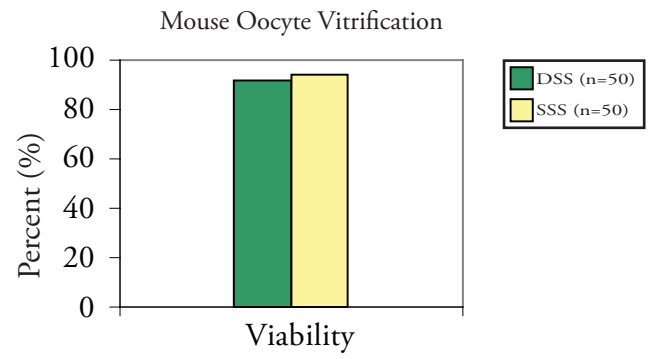 Mouse Oocyte Vitrification
100
80
60
40
20
0
Percent (%)
Viability
DSS (n=50)
SSS (n=50)